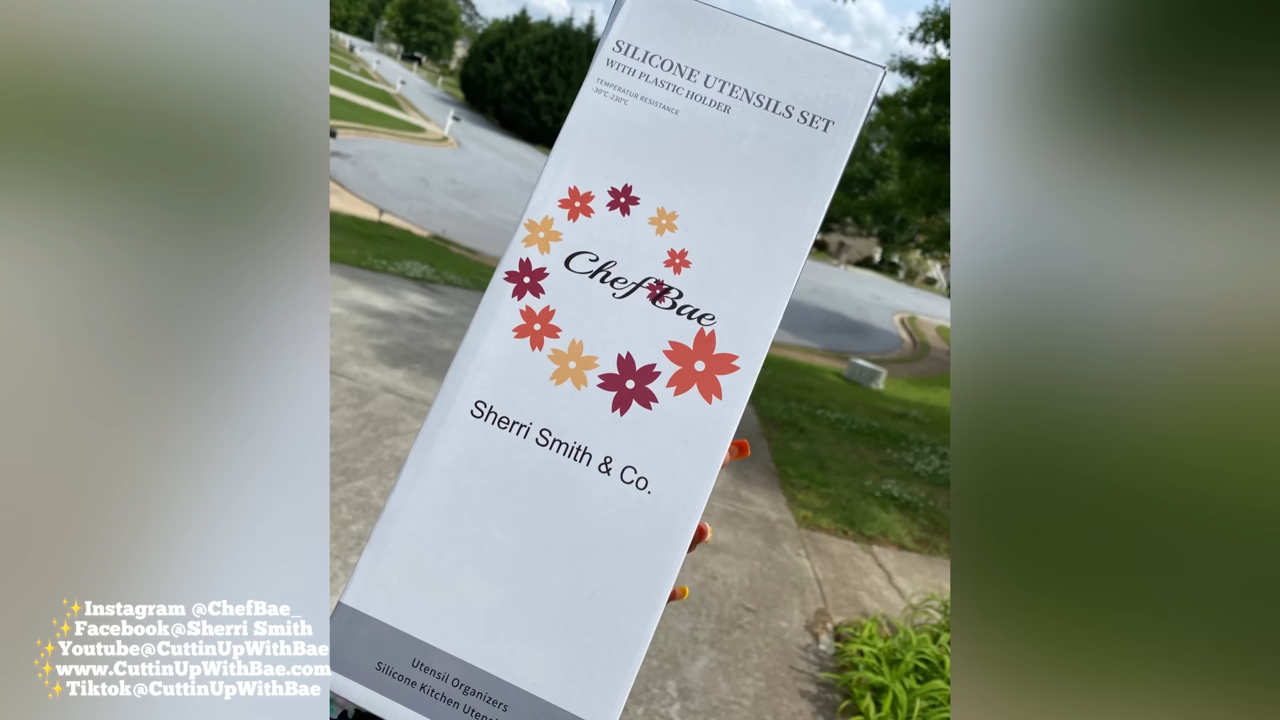 SILICONE UTENSILS SET
WITH PLASTIC HOLDER
TEMPERATUR RESISTANCE
-30℃-230℃
Chef Bae
Sherri Smith & Co.
Utensil Organizers
Silicone Kitchen
✨Instagram @ChefBae_
✨Facebook@Sherri Smith
✨Youtube@CuttinUpWithBae
✨www.CuttinUpWithBae.com
✨Tiktok@CuttinUpWithBae